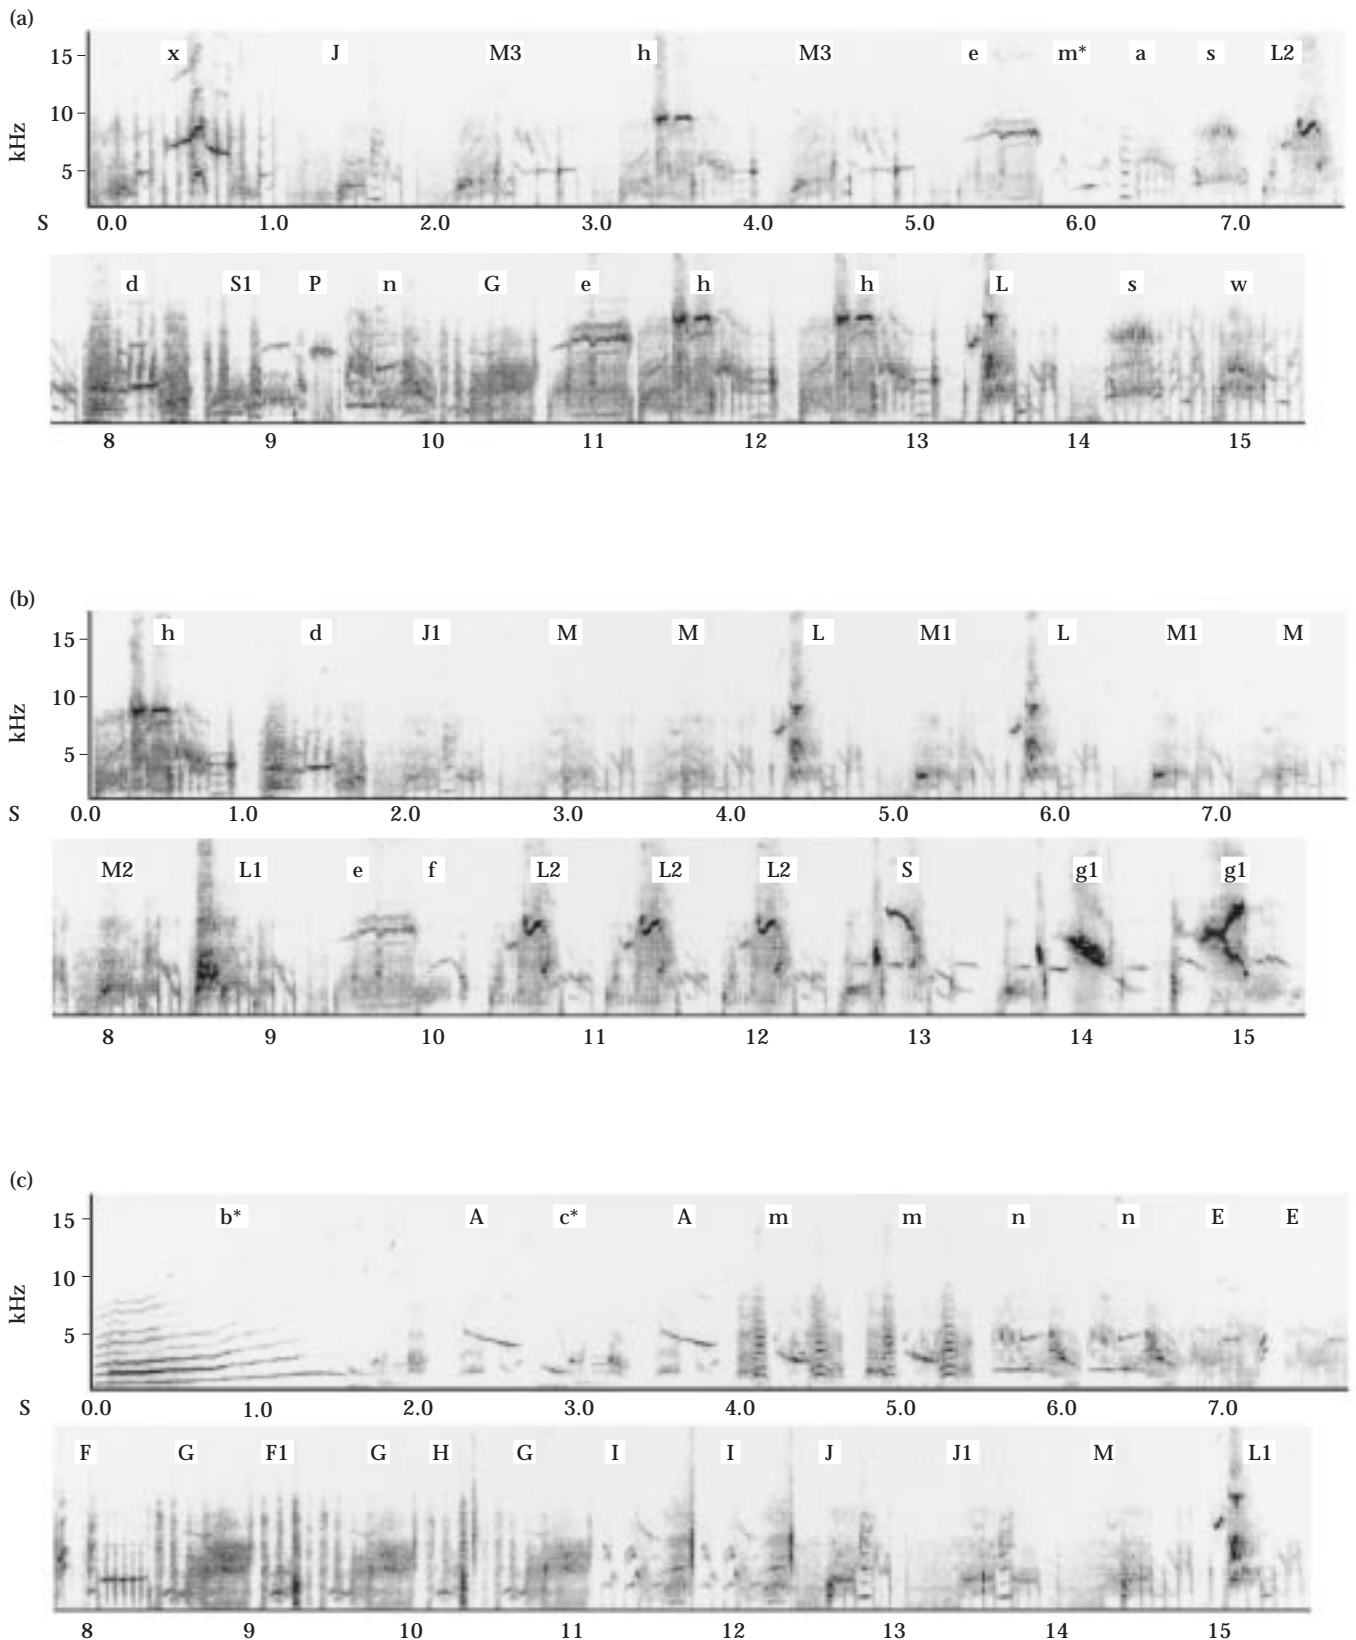 (a)
15 x J M3 h M3 e m* a s L2
10
kHz
5
S 0.0 1.0 2.0 3.0 4.0 5.0 6.0 7.0
d S1 P n G e h h L s w
8 9 10 11 12 13 14 15
(b)
15 h d J1 M M L M1 L M1 M
10
kHz
5
S 0.0 1.0 2.0 3.0 4.0 5.0 6.0 7.0
M2 L1 e f L2 L2 L2 S g1 g1
8 9 10 11 12 13 14 15
(c)
15 b* A c* A m m n n E E
10
kHz
5
S 0.0 1.0 2.0 3.0 4.0 5.0 6.0 7.0
F G F1 G H G I I J J1 M L1
8 9 10 11 12 13 14 15